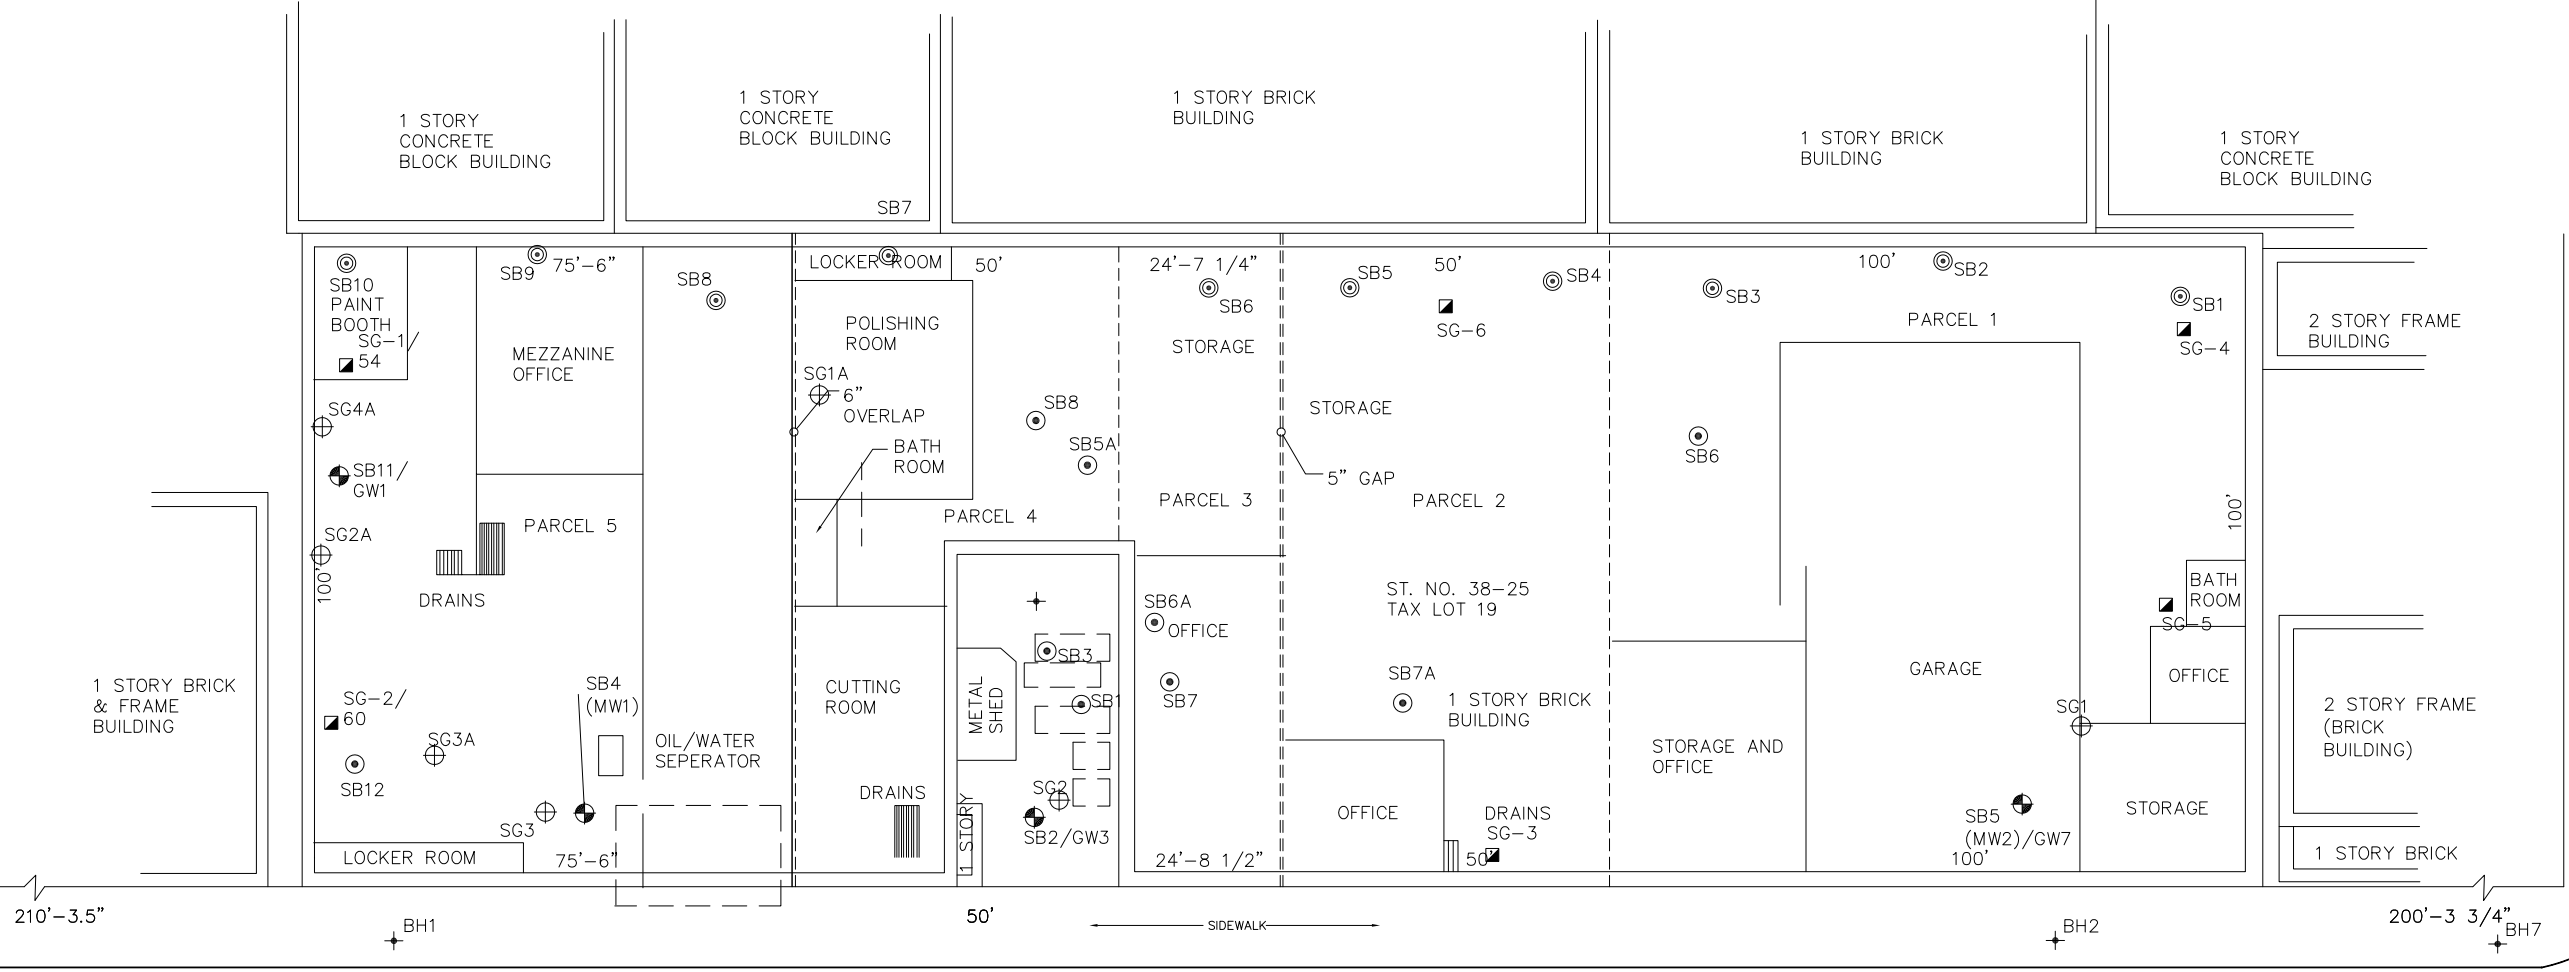 1 STORY
CONCRETE
BLOCK BUILDING
1 STORY
CONCRETE
BLOCK BUILDING
1 STORY BRICK
BUILDING
1 STORY BRICK
BUILDING
1 STORY
CONCRETE
BLOCK BUILDING
SB7
SB10
PAINT
BOOTH
SG-1/
54
SB9
75'-6"
SB8
LOCKER ROOM
50'
24'-7 1/4"
SB6
STORAGE
SB5
50'
SG-6
SB4
SB3
100'
SB2
PARCEL 1
SB1
SG-4
2 STORY FRAME
BUILDING
MEZZANINE
OFFICE
POLISHING
ROOM
SG1A
6"
OVERLAP
BATH
ROOM
SG4A
SB11/
GW1
SG2A
100'
DRAINS
PARCEL 5
SB8
SB5A
PARCEL 4
PARCEL 3
STORAGE
5" GAP
PARCEL 2
SB6
100'
ST. NO. 38-25
TAX LOT 19
SB6A
OFFICE
SB7
SB7A
1 STORY BRICK
BUILDING
BATH
ROOM
SG-5
OFFICE
GARAGE
SG1
STORAGE
STORAGE AND
OFFICE
SB5
(MW2)/GW7
100'
2 STORY FRAME
(BRICK
BUILDING)
1 STORY BRICK
1 STORY BRICK
& FRAME
BUILDING
SG-2/
60
SB12
SG3A
SG3
SB4
(MW1)
OIL/WATER
SEPERATOR
LOCKER ROOM
75'-6"
CUTTING
ROOM
DRAINS
METAL
SHED
1 STORY
SB3
SB1
SG2
SB2/GW3
24'-8 1/2"
OFFICE
DRAINS
SG-3
50'
210'-3.5"
BH1
50'
SIDEWALK
BH2
200'-3 3/4"
BH7